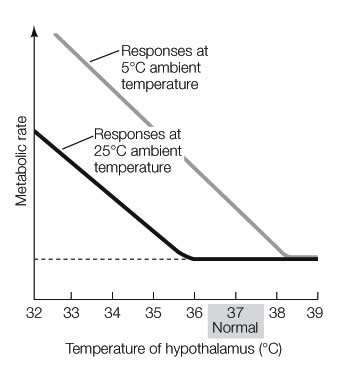 Responses at
5°C ambient
temperature
Responses at
25°C ambient
temperature
Metabolic rate
32 33 34 35 36 37 38 39
Normal
Temperature of hypothalamus (°C)